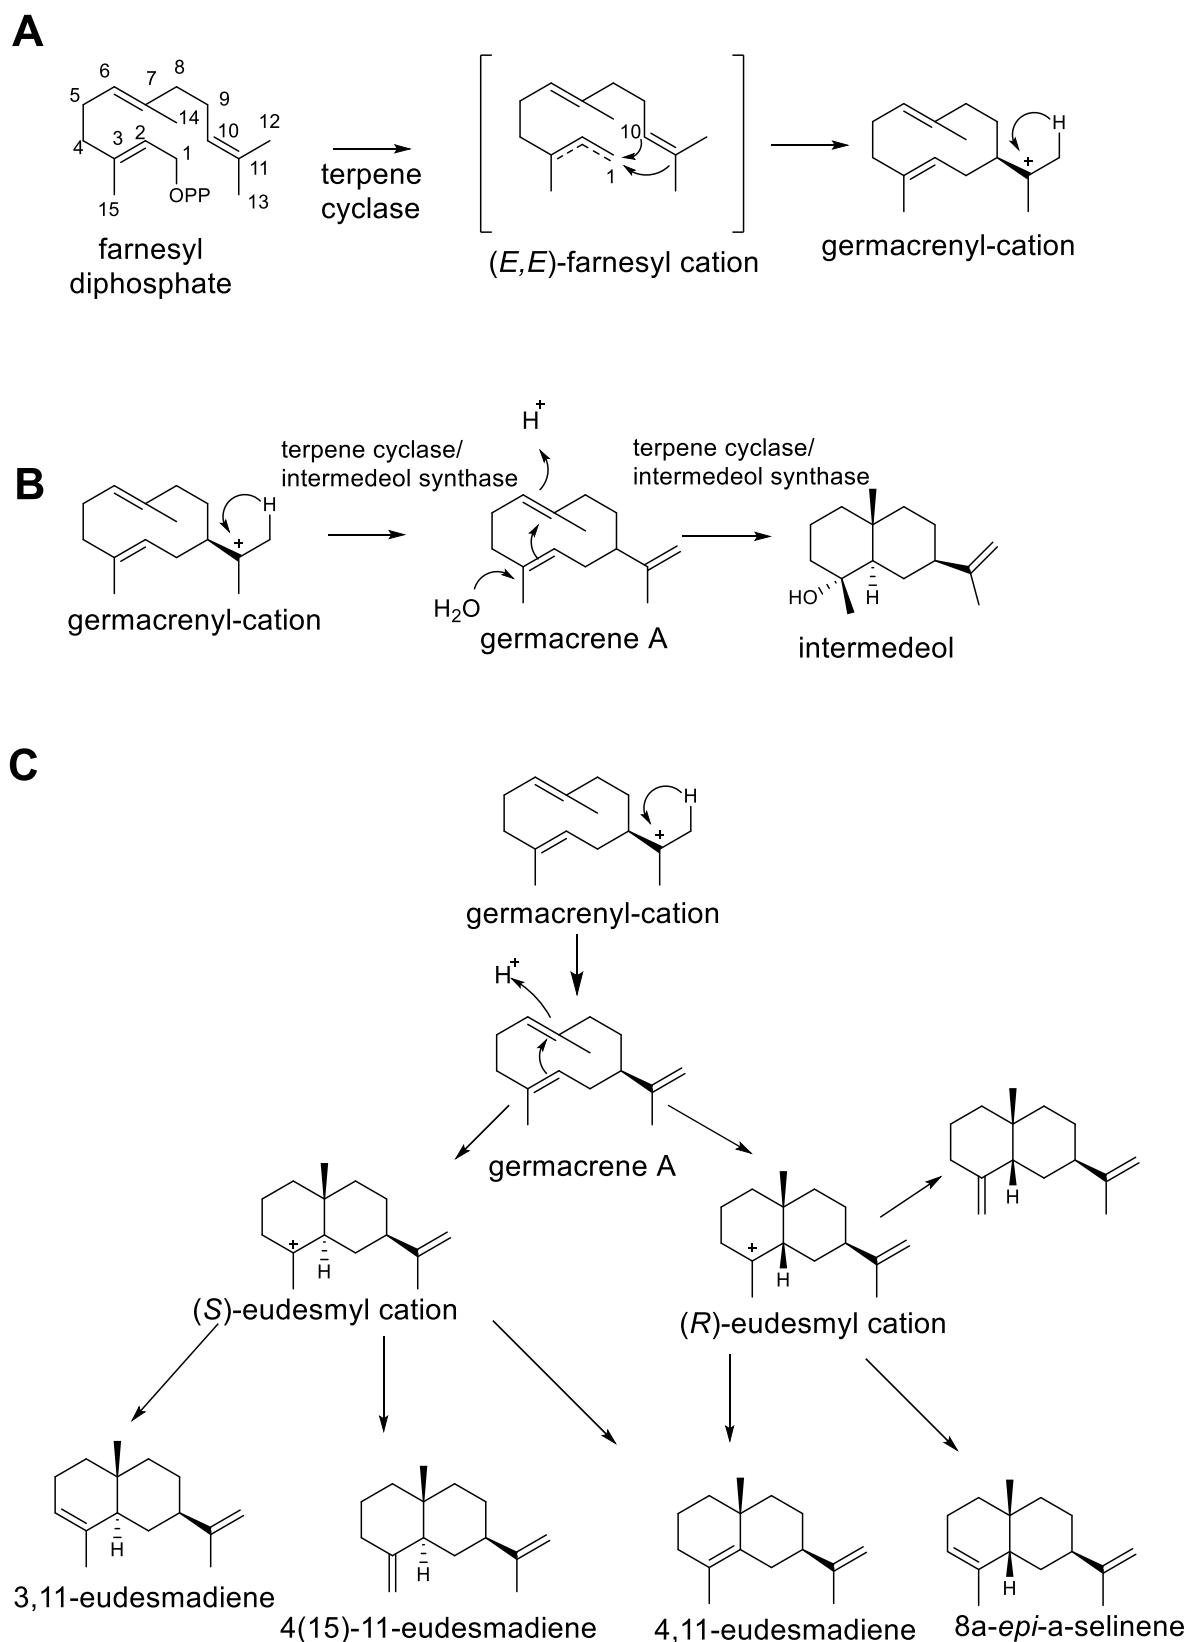 A
6
7
8
5
9
14
12
3
2
10
4
1
11
OPP
13
15
farnesyl
diphosphate
terpene
cyclase
10
1
(E,E)-farnesyl cation
H
+
germacrenyl-cation
B
H
+
germacrenyl-cation
terpene cyclase/
intermedeol synthase
H+
H2O
germacrene A
terpene cyclase/
intermedeol synthase
HO
H
intermedeol
C
H
+
germacrenyl-cation
H+
germacrene A
+
H
(S)-eudesmyl cation
+
H
(R)-eudesmyl cation
H
H
3,11-eudesmadiene
H
4(15)-11-eudesmadiene
4,11-eudesmadiene
H
8a-epi-a-selinene